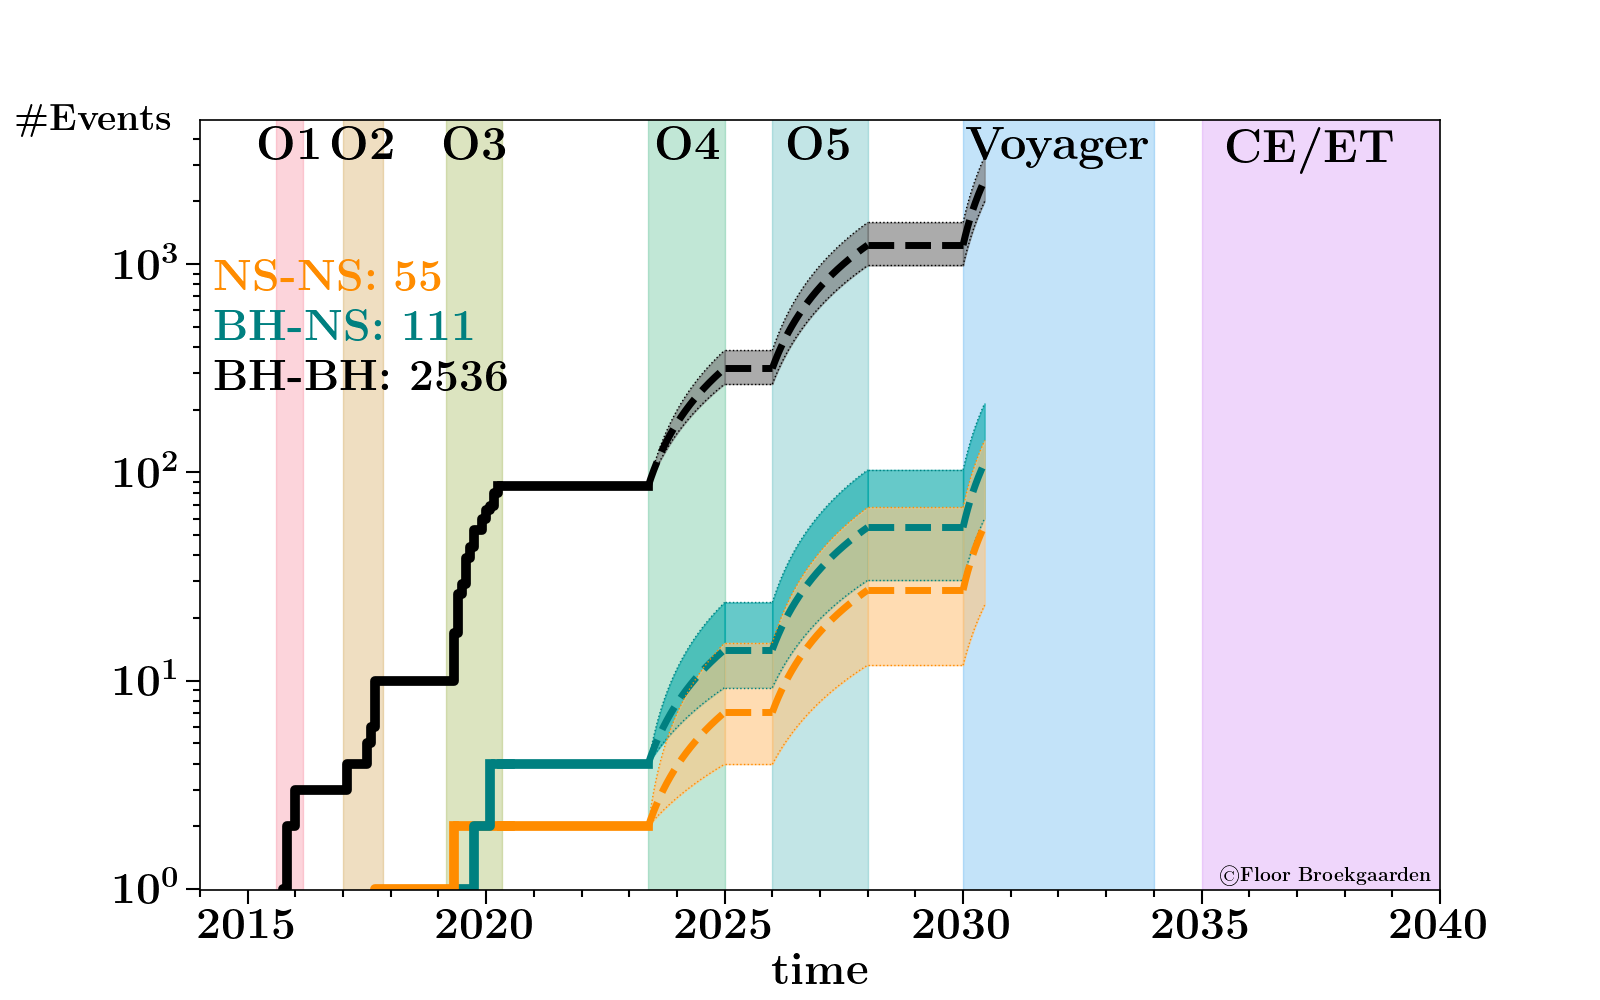 #Events
O1 O2 O3 O4 O5 Voyager CE/ET
10³
NS-NS: 55
BH-NS: 111
BH-BH: 2536
10²
10¹
10⁰
©Floor Broekgaarden
2015 2020 2025 2030 2035 2040
time